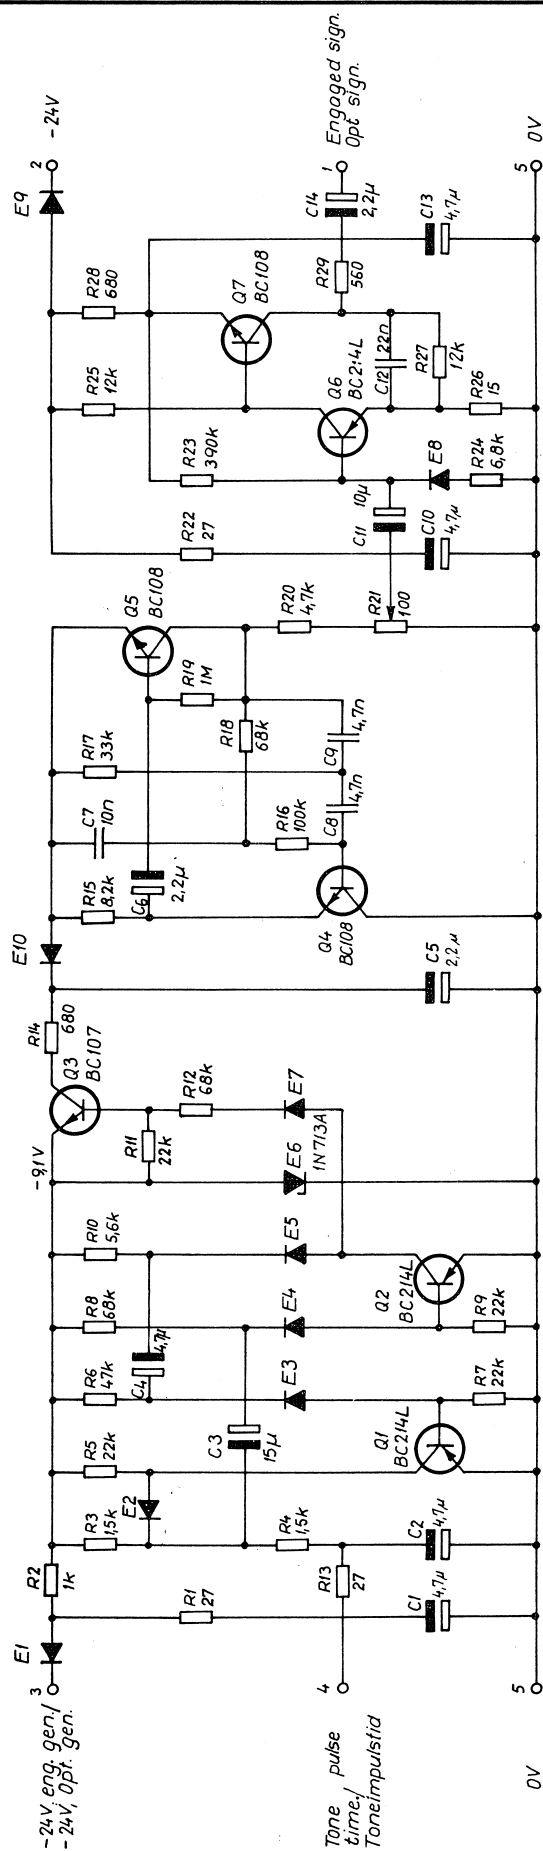 -24V, eng. gen./
-24V, Opt. gen.
3
E1
R2
1k
R1
27
C1
4,7µ
Tone pulse
time./
Toneimpulstid
4
R13
27
0V
5
R3
1,5k
E2
R4
1,5k
C2
4,7µ
R5
22k
C3
15µ
Q1
BC214L
R6
47k
C4
4,7µ
E3
R7
22k
R8
68k
E4
Q2
BC214L
R9
22k
R10
5,6k
E5
-9,1V
R11
22k
E6
1N713A
Q3
BC107
R12
68k
E7
R14
680
E10
C5
2,2µ
R15
8,2k
C6
2,2µ
Q4
BC108
C7
10n
R16
100k
C8
4,7n
R17
33k
R18
68k
C9
4,7n
R19
1M
Q5
BC108
R20
4,7k
R21
100
R22
27
C10
4,7µ
C11
10µ
R23
390k
E8
R24
6,8k
R25
12k
Q6
BC214L
C12
22n
R27
12k
R26
15
Q7
BC108
R28
680
R29
560
C14
2,2µ
C13
4,7µ
E9
2
-24V
1
Engaged sign.
Opt sign.
5
0V